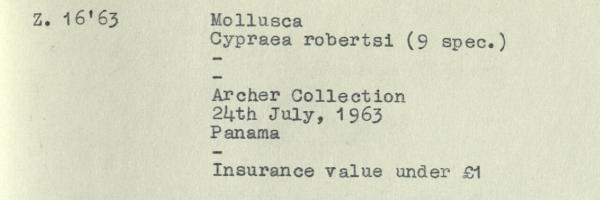 Z. 16'63 Mollusca
Cypraea robertsi (9 spec.)
-
-
Archer Collection
24th July, 1963
Panama
-
Insurance value under £1